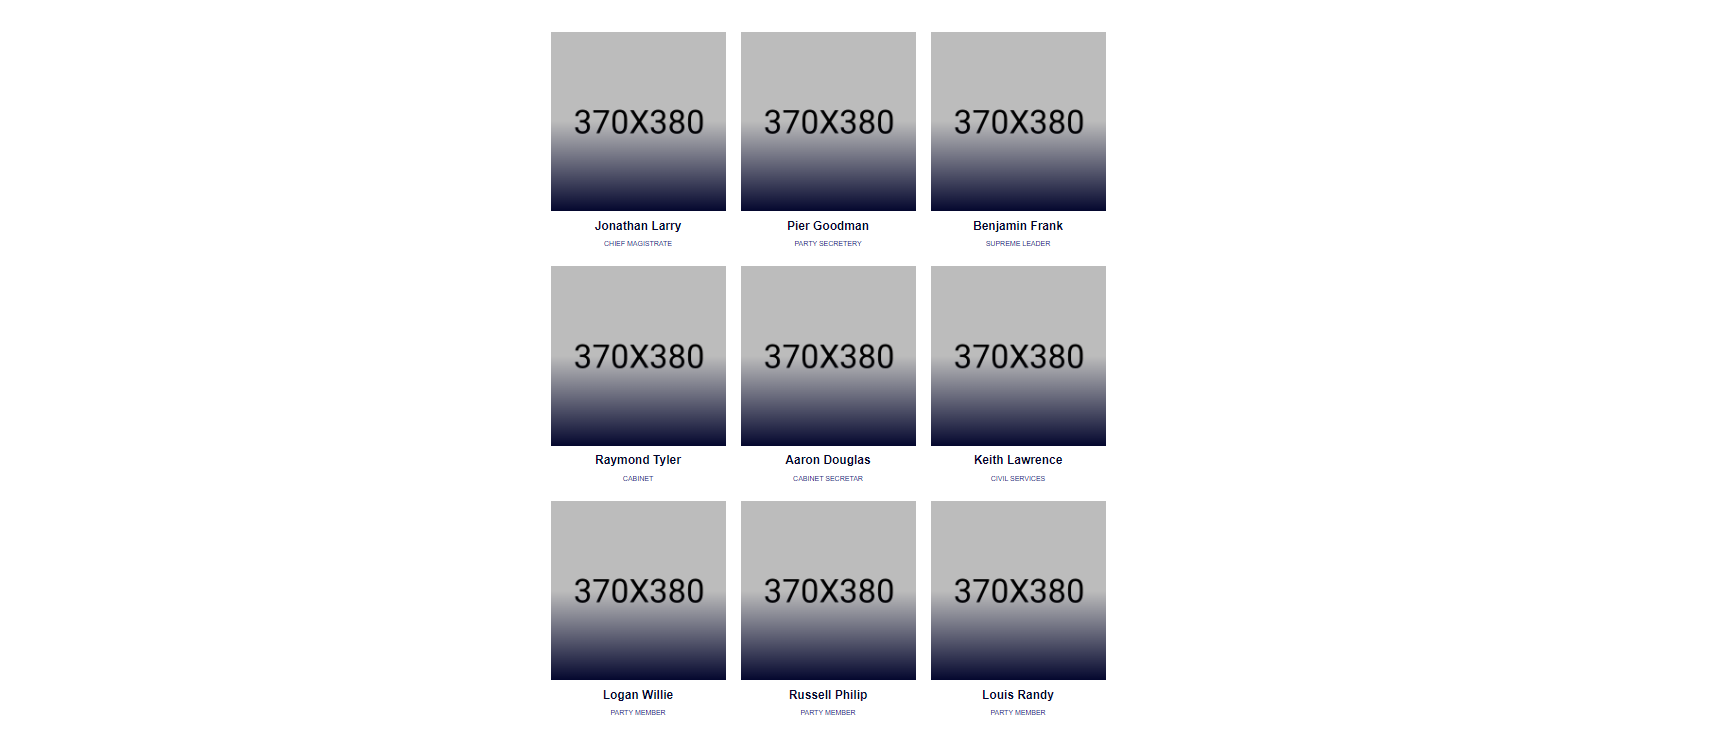 370X380 370X380 370X380
Jonathan Larry Pier Goodman Benjamin Frank
CHIEF MAGISTRATE PARTY SECRETERY SUPREME LEADER
370X380 370X380 370X380
Raymond Tyler Aaron Douglas Keith Lawrence
CABINET CABINET SECRETAR CIVIL SERVICES
370X380 370X380 370X380
Logan Willie Russell Philip Louis Randy
PARTY MEMBER PARTY MEMBER PARTY MEMBER